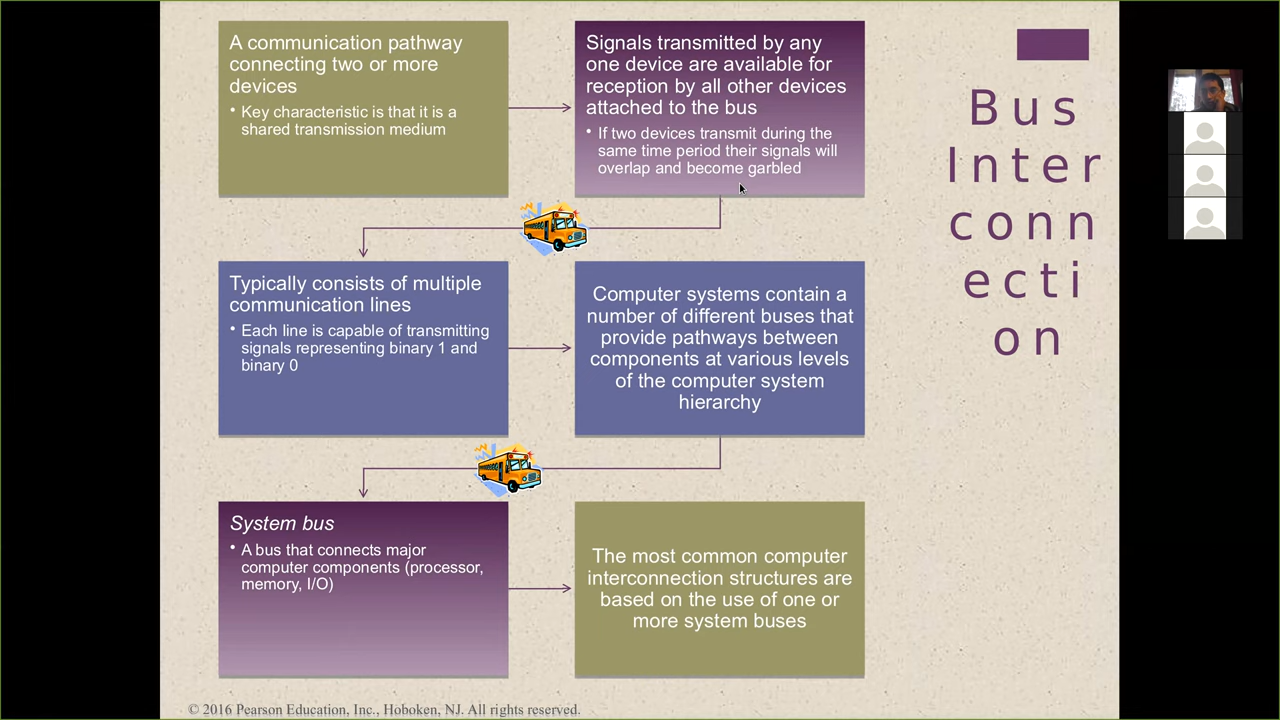 A communication pathway
connecting two or more
devices
• Key characteristic is that it is a
shared transmission medium
Signals transmitted by any
one device are available for
reception by all other devices
attached to the bus
• If two devices transmit during the
same time period their signals will
overlap and become garbled
Typically consists of multiple
communication lines
• Each line is capable of transmitting
signals representing binary 1 and
binary 0
Computer systems contain a
number of different buses that
provide pathways between
components at various levels
of the computer system
hierarchy
System bus
• A bus that connects major
computer components (processor,
memory, I/O)
The most common computer
interconnection structures are
based on the use of one or
more system buses
Bus
Inter
conn
ecti
on
© 2016 Pearson Education, Inc., Hoboken, NJ. All rights reserved.